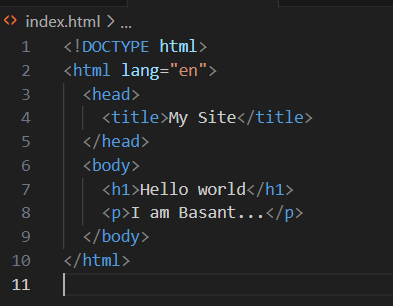 index.html > ...
1 <!DOCTYPE html>
2 <html lang="en">
3   <head>
4     <title>My Site</title>
5   </head>
6   <body>
7     <h1>Hello world</h1>
8     <p>I am Basant...</p>
9   </body>
10 </html>
11